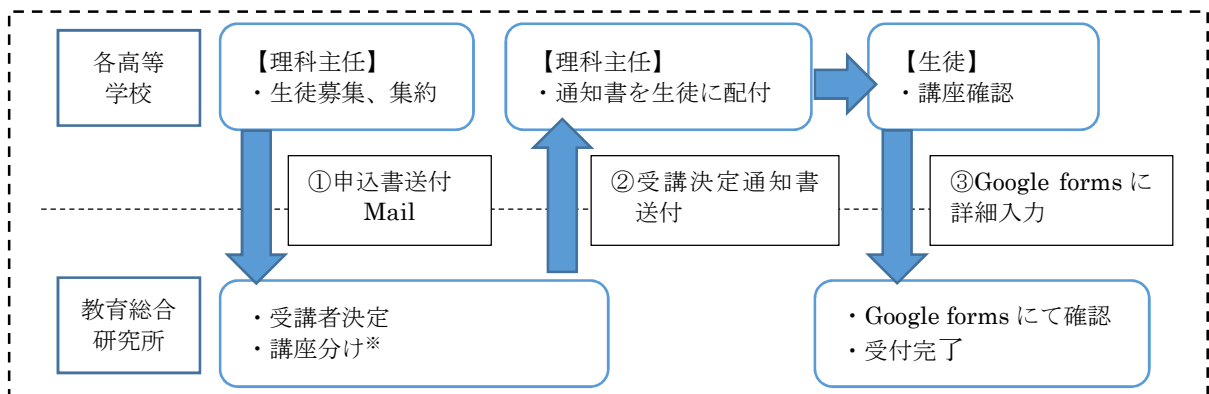 各高等
学校
【理科主任】
・生徒募集、集約
【理科主任】
・通知書を生徒に配付
【生徒】
・講座確認
①申込書送付
Mail
②受講決定通知書
送付
③Google forms に
詳細入力
教育総合
研究所
・受講者決定
・講座分け※
・Google forms にて確認
・受付完了